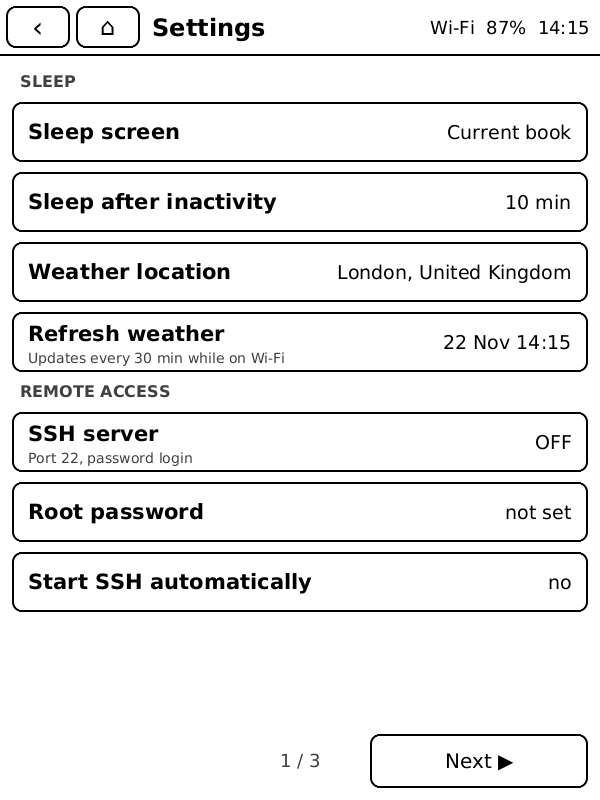 ‹ ⌂ Settings Wi-Fi 87% 14:15
SLEEP
Sleep screen Current book
Sleep after inactivity 10 min
Weather location London, United Kingdom
Refresh weather 22 Nov 14:15
Updates every 30 min while on Wi-Fi
REMOTE ACCESS
SSH server OFF
Port 22, password login
Root password not set
Start SSH automatically no
1 / 3 Next ▶